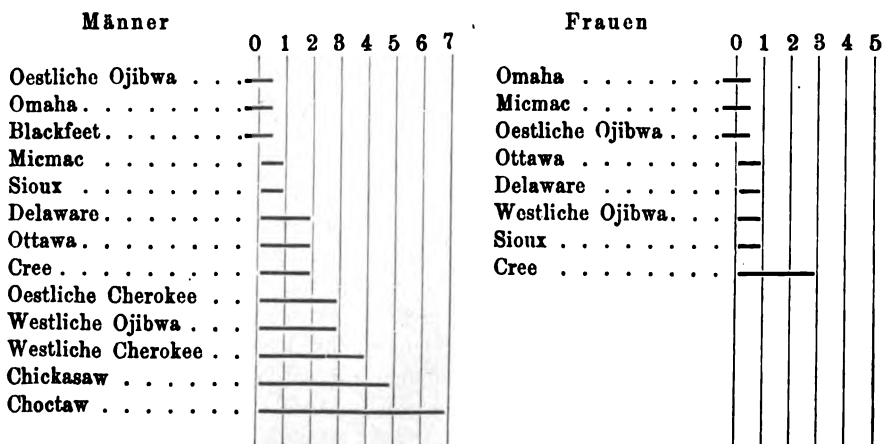 Männer
0 1 2 3 4 5 6 7
Oestliche Ojibwa . . .
Omaha . . . . . . .
Blackfeet . . . . . . .
Micmac . . . . . .
Sioux . . . . . . .
Delaware . . . . . . .
Ottawa . . . . . . .
Cree . . . . . . . .
Oestliche Cherokee . .
Westliche Ojibwa . . .
Westliche Cherokee . .
Chickasaw . . . . . .
Choctaw . . . . . . .
Frauen
0 1 2 3 4 5
Omaha . . . . . .
Micmac . . . . . .
Oestliche Ojibwa . . .
Ottawa . . . . . .
Delaware . . . . .
Westliche Ojibwa . . .
Sioux . . . . . . .
Cree . . . . . . .